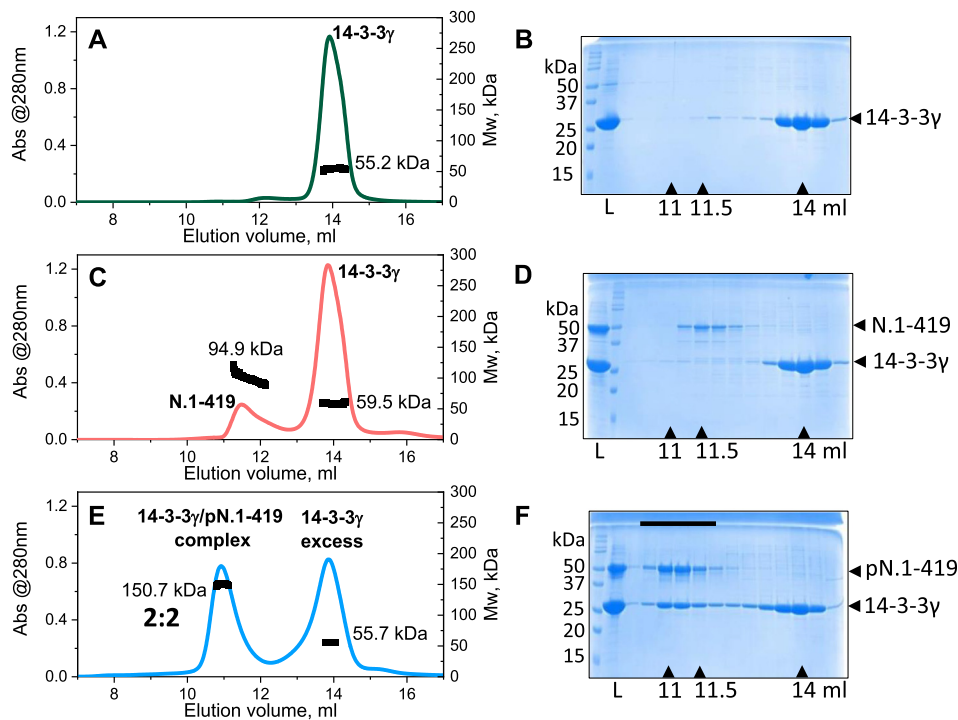 A
14-3-3γ
55.2 kDa
Abs @280nm
1.2
0.8
0.4
0.0
300
250
200
150
100
50
0
Mw, kDa
8 10 12 14 16
Elution volume, ml
B
kDa
50
37
25
20
15
14-3-3γ
L 11 11.5 14 ml
C
14-3-3γ
94.9 kDa
N.1-419
59.5 kDa
Abs @280nm
1.2
0.8
0.4
0.0
300
250
200
150
100
50
0
Mw, kDa
8 10 12 14 16
Elution volume, ml
D
kDa
50
37
25
20
15
N.1-419
14-3-3γ
L 11 11.5 14 ml
E
14-3-3γ/pN.1-419
complex
14-3-3γ
excess
150.7 kDa
2:2
55.7 kDa
Abs @280nm
1.2
0.8
0.4
0.0
300
250
200
150
100
50
0
Mw, kDa
8 10 12 14 16
Elution volume, ml
F
kDa
50
37
25
20
15
pN.1-419
14-3-3γ
L 11 11.5 14 ml